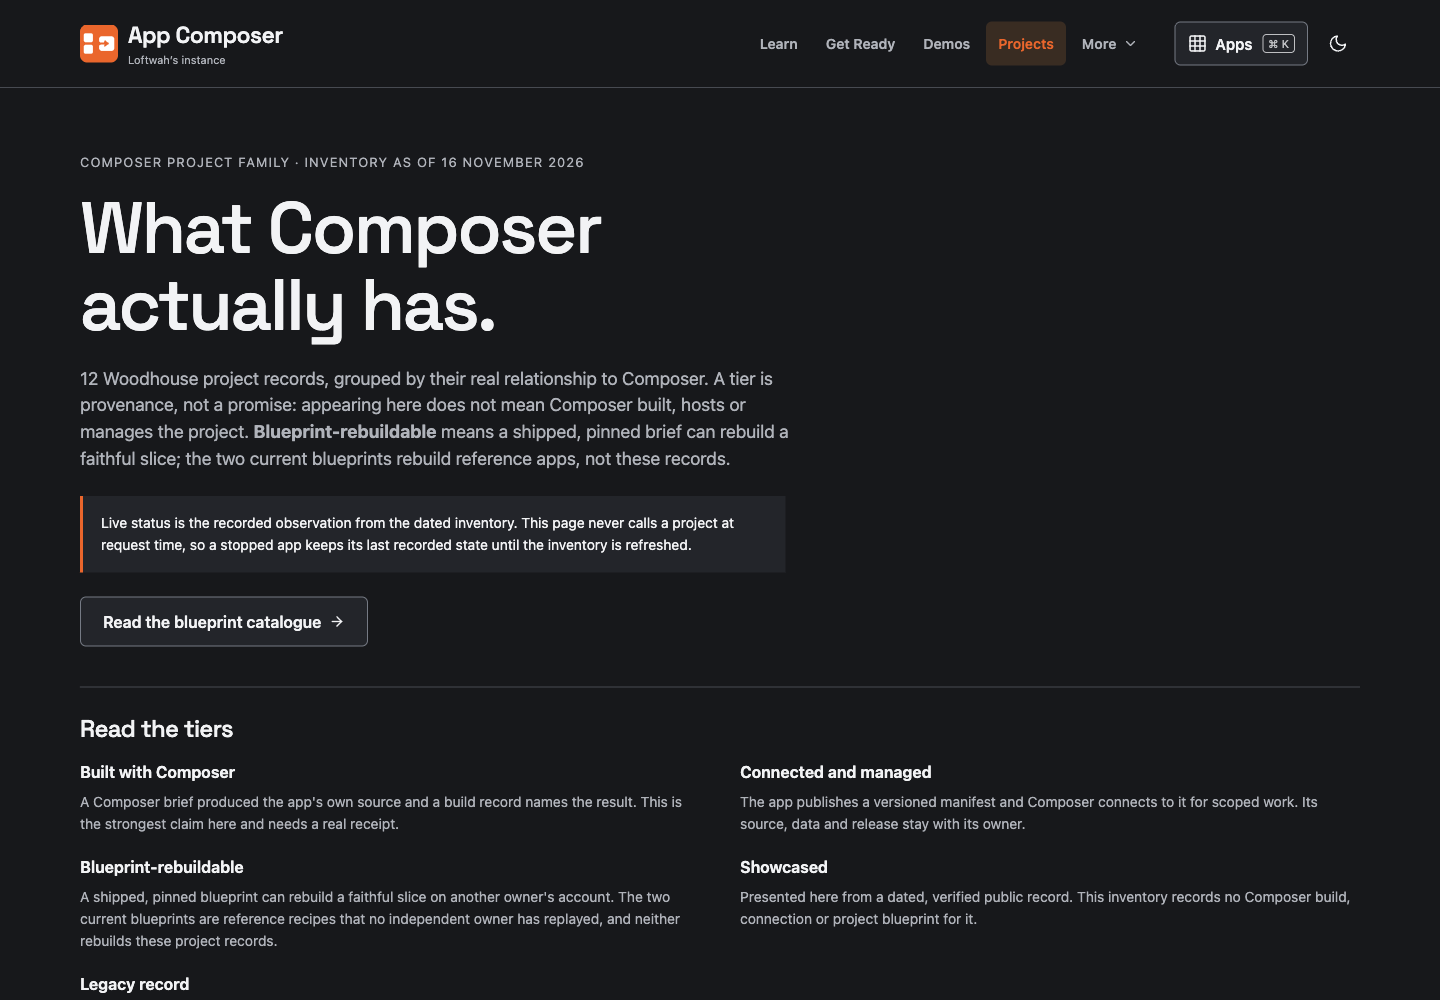 App Composer
Loftwah's instance
Learn
Get Ready
Demos
Projects
More
Apps
⌘ K
COMPOSER PROJECT FAMILY · INVENTORY AS OF 16 NOVEMBER 2026
What Composer
actually has.
12 Woodhouse project records, grouped by their real relationship to Composer. A tier is
provenance, not a promise: appearing here does not mean Composer built, hosts or
manages the project. Blueprint-rebuildable means a shipped, pinned brief can rebuild a
faithful slice; the two current blueprints rebuild reference apps, not these records.
Live status is the recorded observation from the dated inventory. This page never calls a project at
request time, so a stopped app keeps its last recorded state until the inventory is refreshed.
Read the blueprint catalogue →
Read the tiers
Built with Composer
A Composer brief produced the app's own source and a build record names the result. This is
the strongest claim here and needs a real receipt.
Connected and managed
The app publishes a versioned manifest and Composer connects to it for scoped work. Its
source, data and release stay with its owner.
Blueprint-rebuildable
A shipped, pinned blueprint can rebuild a faithful slice on another owner's account. The two
current blueprints are reference recipes that no independent owner has replayed, and neither
rebuilds these project records.
Showcased
Presented here from a dated, verified public record. This inventory records no Composer build,
connection or project blueprint for it.
Legacy record